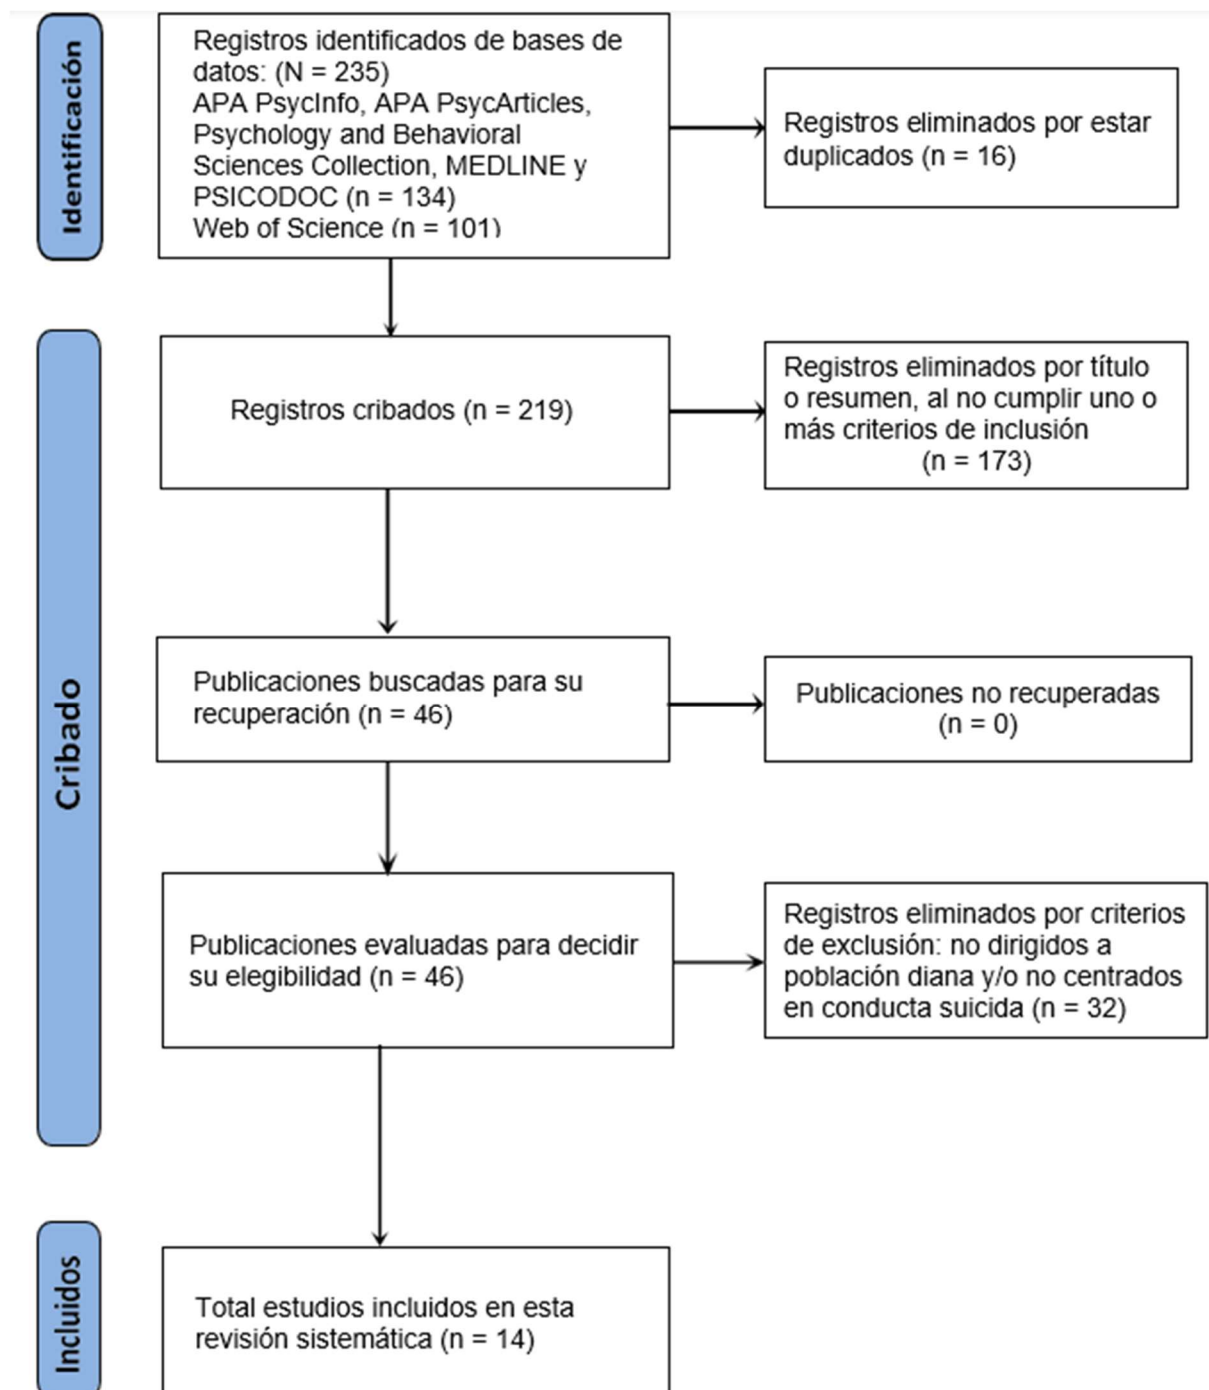 Identificación
Registros identificados de bases de
datos: (N = 235)
APA PsycInfo, APA PsycArticles,
Psychology and Behavioral
Sciences Collection, MEDLINE y
PSICODOC (n = 134)
Web of Science (n = 101)
Registros eliminados por estar
duplicados (n = 16)
Cribado
Registros cribados (n = 219)
Registros eliminados por título
o resumen, al no cumplir uno o
más criterios de inclusión
(n = 173)
Publicaciones buscadas para su
recuperación (n = 46)
Publicaciones no recuperadas
(n = 0)
Publicaciones evaluadas para decidir
su elegibilidad (n = 46)
Registros eliminados por criterios
de exclusión: no dirigidos a
población diana y/o no centrados
en conducta suicida (n = 32)
Incluidos
Total estudios incluidos en esta
revisión sistemática (n = 14)